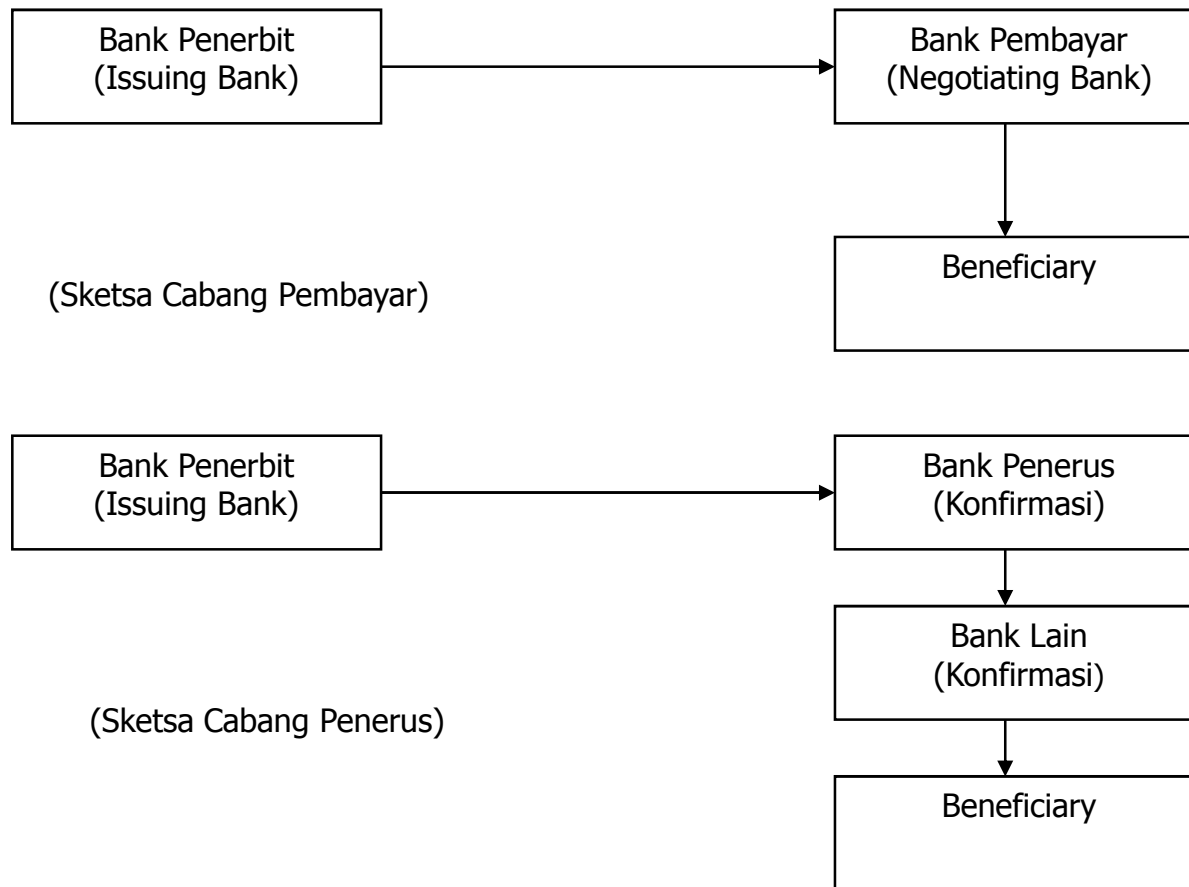 Bank Penerbit
(Issuing Bank)
Bank Pembayar
(Negotiating Bank)
Beneficiary
(Sketsa Cabang Pembayar)
Bank Penerbit
(Issuing Bank)
Bank Penerus
(Konfirmasi)
Bank Lain
(Konfirmasi)
(Sketsa Cabang Penerus)
Beneficiary